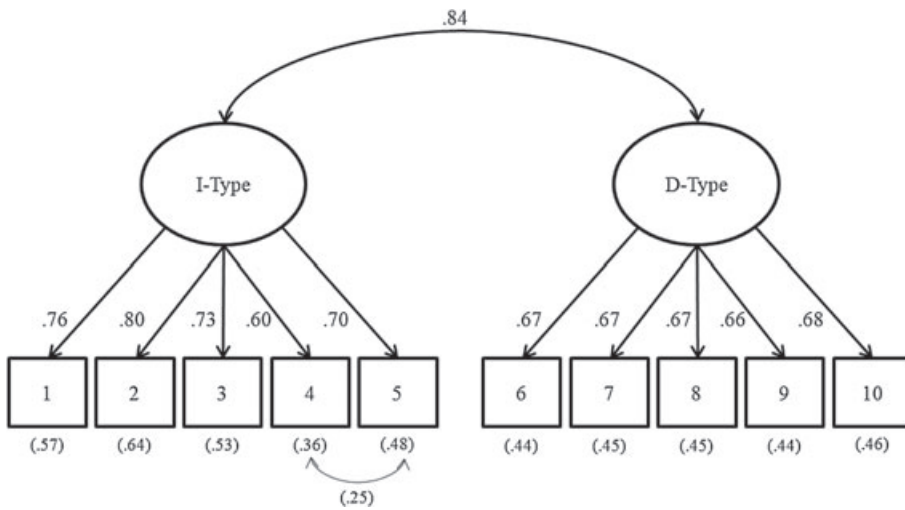 .84
I-Type D-Type
.76 .80 .73 .60 .70 .67 .67 .67 .66 .68
1 2 3 4 5 6 7 8 9 10
(.57) (.64) (.53) (.36) (.48) (.44) (.45) (.45) (.44) (.46)
(.25)